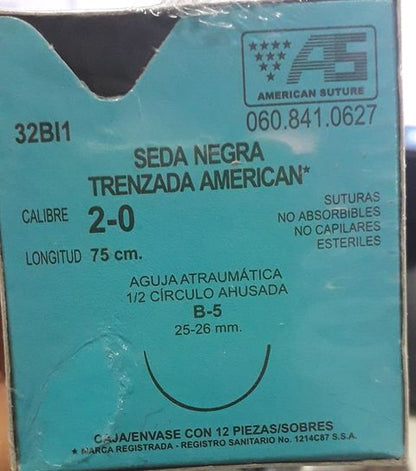 AS
AMERICAN SUTURE
32BI1
060.841.0627
SEDA NEGRA
TRENZADA AMERICAN*
CALIBRE 2-0
LONGITUD 75 cm.
SUTURAS
NO ABSORBIBLES
NO CAPILARES
ESTERILES
AGUJA ATRAUMÁTICA
1/2 CÍRCULO AHUSADA
B-5
25-26 mm.
CAJA/ENVASE CON 12 PIEZAS/SOBRES
* MARCA REGISTRADA - REGISTRO SANITARIO No. 1214C87 S.S.A.